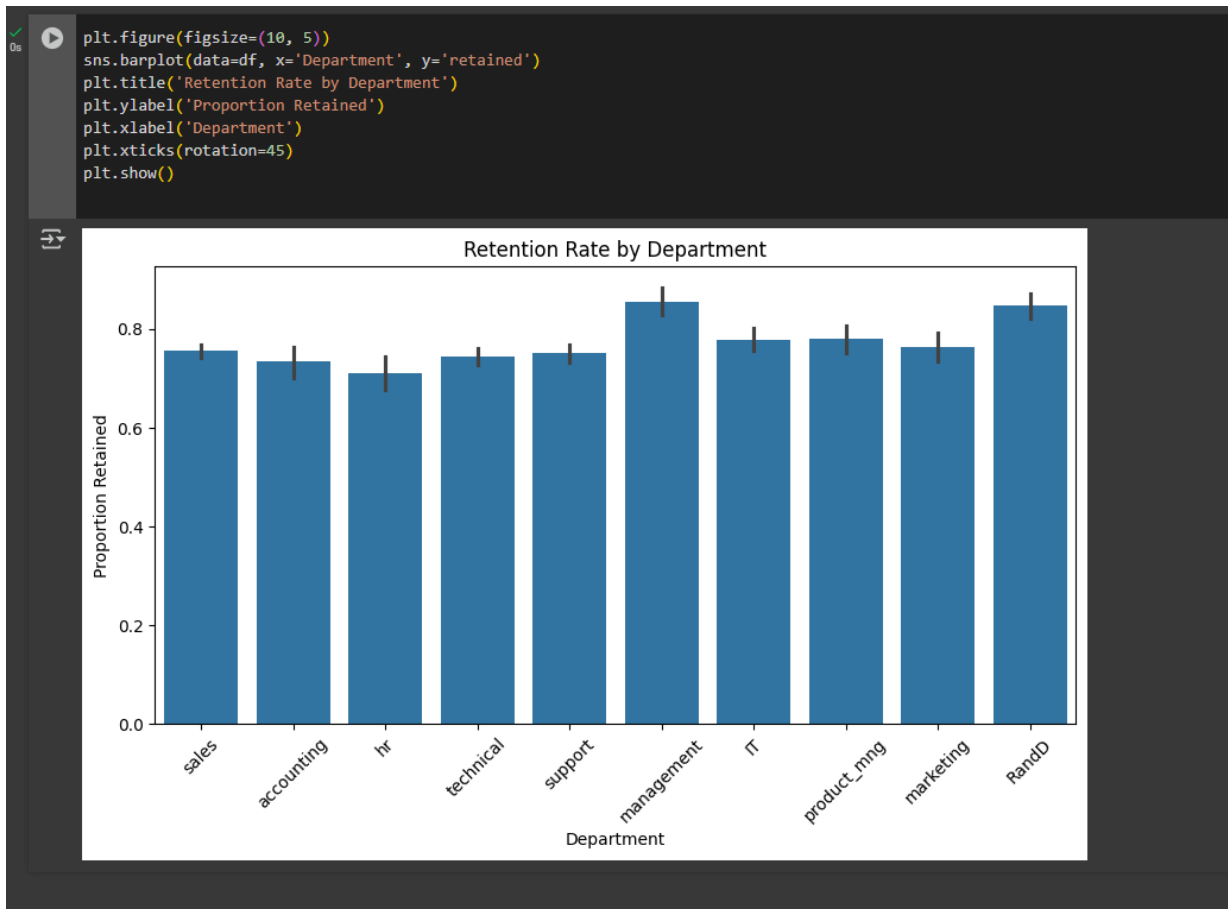 0s
plt.figure(figsize=(10, 5))
sns.barplot(data=df, x='Department', y='retained')
plt.title('Retention Rate by Department')
plt.ylabel('Proportion Retained')
plt.xlabel('Department')
plt.xticks(rotation=45)
plt.show()
Retention Rate by Department
Proportion Retained
0.8
0.6
0.4
0.2
0.0
sales
accounting
hr
technical
support
management
IT
product_mng
marketing
RandD
Department